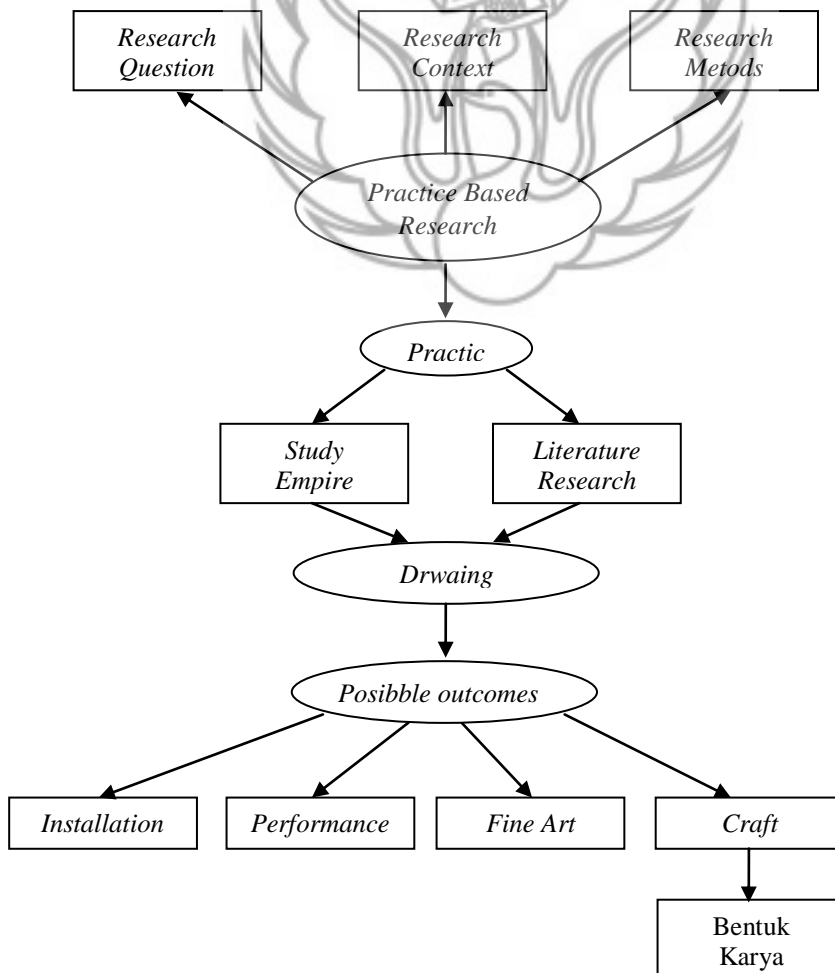 Research
Question
Research
Context
Research
Metods
Practice Based
Research
Practic
Study
Empire
Literature
Research
Drwaing
Posibble outcomes
Installation
Performance
Fine Art
Craft
Bentuk
Karya